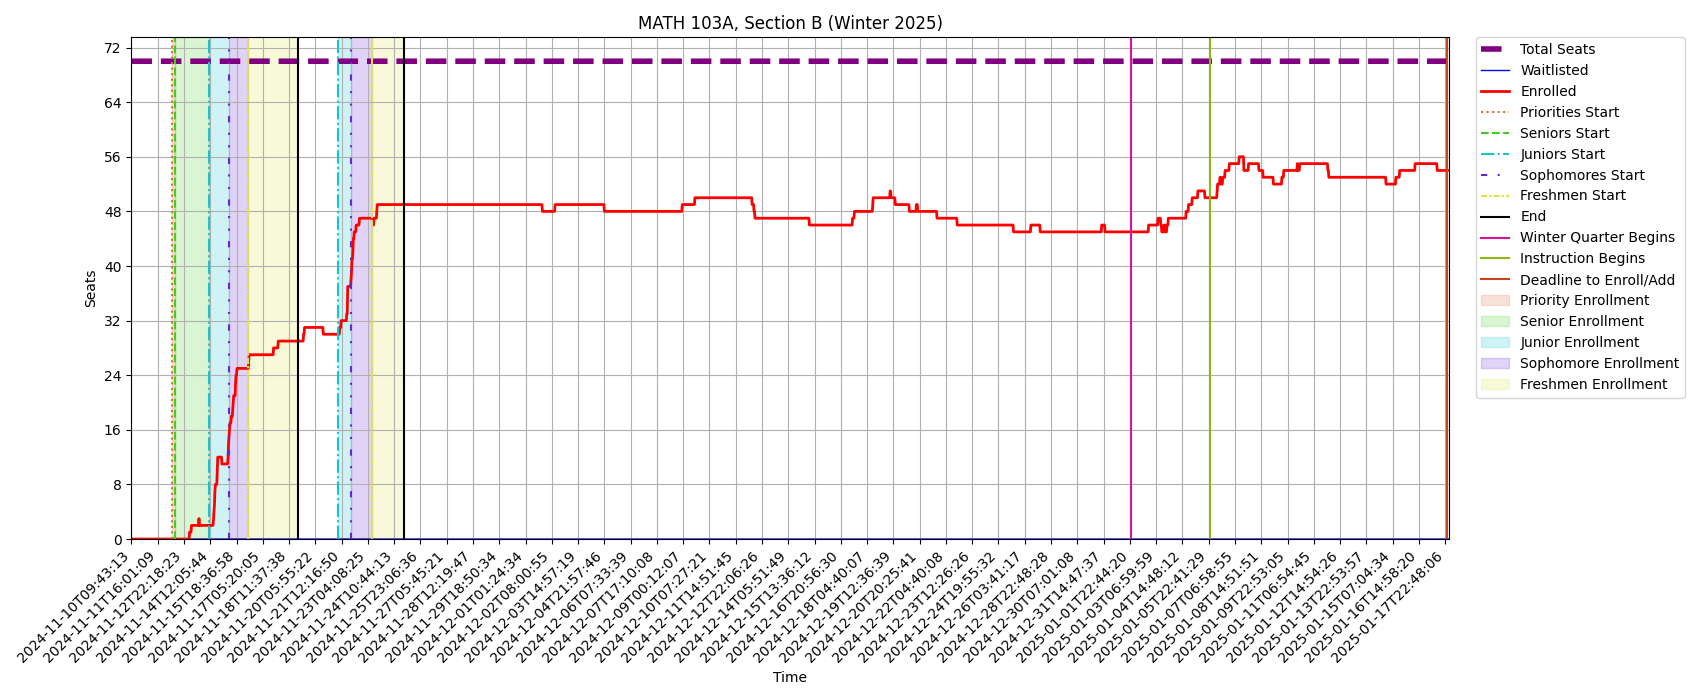 MATH 103A, Section B (Winter 2025)
72
64
56
48
40
32
24
16
8
0
Seats
2024-11-10T09:43:13
2024-11-11T16:01:09
2024-11-12T22:18:23
2024-11-14T12:05:44
2024-11-15T18:36:58
2024-11-17T05:20:05
2024-11-18T11:37:38
2024-11-20T05:55:22
2024-11-21T12:16:50
2024-11-23T04:08:25
2024-11-24T10:44:13
2024-11-25T23:06:36
2024-11-27T05:45:21
2024-11-28T12:19:47
2024-11-29T18:50:34
2024-12-01T01:24:34
2024-12-02T08:00:55
2024-12-03T14:57:19
2024-12-04T21:57:46
2024-12-06T07:33:39
2024-12-07T17:10:08
2024-12-09T00:12:07
2024-12-10T07:27:21
2024-12-11T14:51:45
2024-12-12T22:06:26
2024-12-14T05:51:49
2024-12-15T13:36:12
2024-12-16T20:56:30
2024-12-18T04:40:07
2024-12-19T12:36:39
2024-12-20T20:25:41
2024-12-22T04:40:08
2024-12-23T12:26:26
2024-12-24T19:55:32
2024-12-26T03:41:17
2024-12-28T22:48:28
2024-12-30T07:01:08
2024-12-31T14:47:37
2025-01-01T22:44:20
2025-01-03T06:59:59
2025-01-04T14:48:12
2025-01-05T22:41:29
2025-01-07T06:58:55
2025-01-08T14:51:51
2025-01-09T22:53:05
2025-01-11T06:54:45
2025-01-12T14:54:26
2025-01-13T22:53:57
2025-01-15T07:04:34
2025-01-16T14:58:20
2025-01-17T22:48:06
Time
Total Seats
Waitlisted
Enrolled
Priorities Start
Seniors Start
Juniors Start
Sophomores Start
Freshmen Start
End
Winter Quarter Begins
Instruction Begins
Deadline to Enroll/Add
Priority Enrollment
Senior Enrollment
Junior Enrollment
Sophomore Enrollment
Freshmen Enrollment